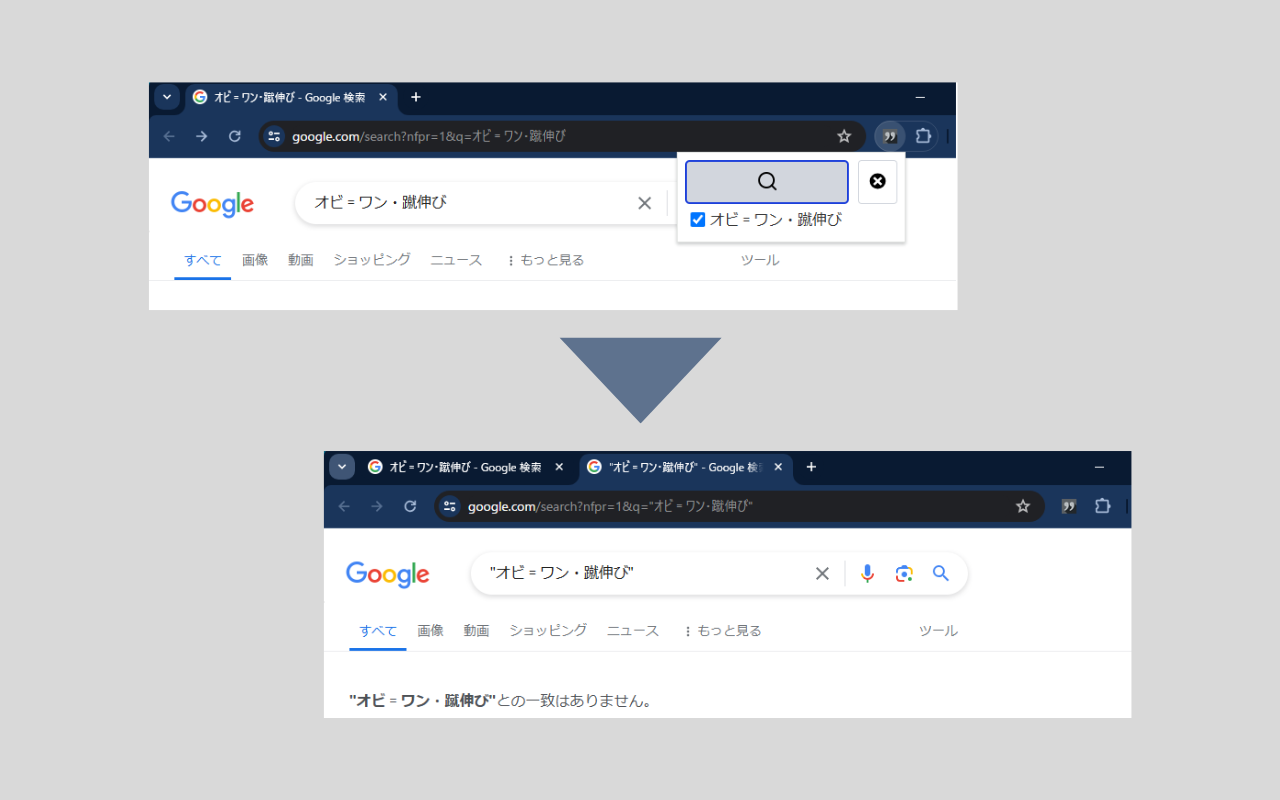 オビ゠ワン・蹴伸び - Google 検索
google.com/search?nfpr=1&q=オビ゠ワン・蹴伸び
Google
オビ゠ワン・蹴伸び
オビ゠ワン・蹴伸び
すべて 画像 動画 ショッピング ニュース もっと見る ツール
オビ゠ワン・蹴伸び - Google 検索 "オビ゠ワン・蹴伸び" - Google 検
google.com/search?nfpr=1&q="オビ゠ワン・蹴伸び"
Google
"オビ゠ワン・蹴伸び"
すべて 画像 動画 ショッピング ニュース もっと見る ツール
"オビ゠ワン・蹴伸び"との一致はありません。